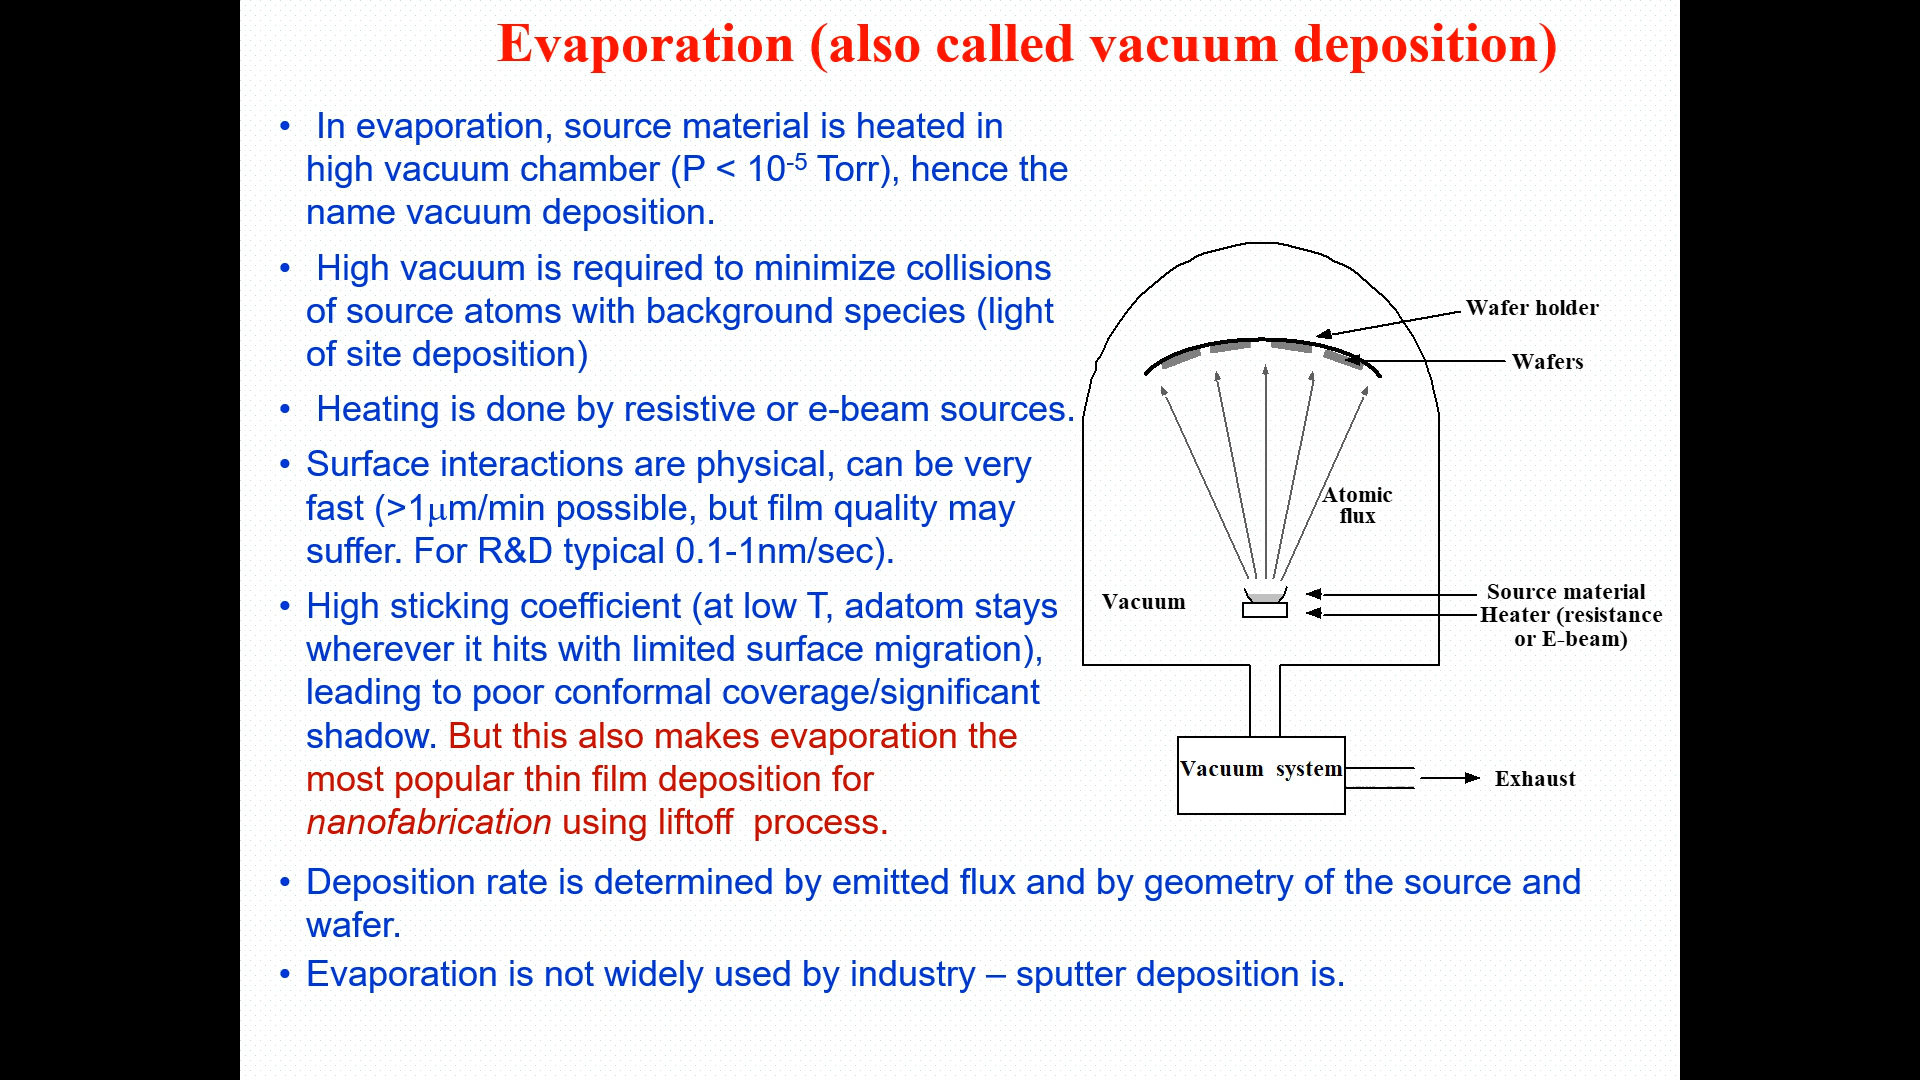 Evaporation (also called vacuum deposition)
• In evaporation, source material is heated in
high vacuum chamber (P < 10-5 Torr), hence the
name vacuum deposition.
• High vacuum is required to minimize collisions
of source atoms with background species (light
of site deposition)
• Heating is done by resistive or e-beam sources.
• Surface interactions are physical, can be very
fast (>1μm/min possible, but film quality may
suffer. For R&D typical 0.1-1nm/sec).
• High sticking coefficient (at low T, adatom stays
wherever it hits with limited surface migration),
leading to poor conformal coverage/significant
shadow. But this also makes evaporation the
most popular thin film deposition for
nanofabrication using liftoff process.
• Deposition rate is determined by emitted flux and by geometry of the source and
wafer.
• Evaporation is not widely used by industry – sputter deposition is.
Wafer holder
Wafers
Atomic
flux
Vacuum
Source material
Heater (resistance
or E-beam)
Vacuum system
Exhaust